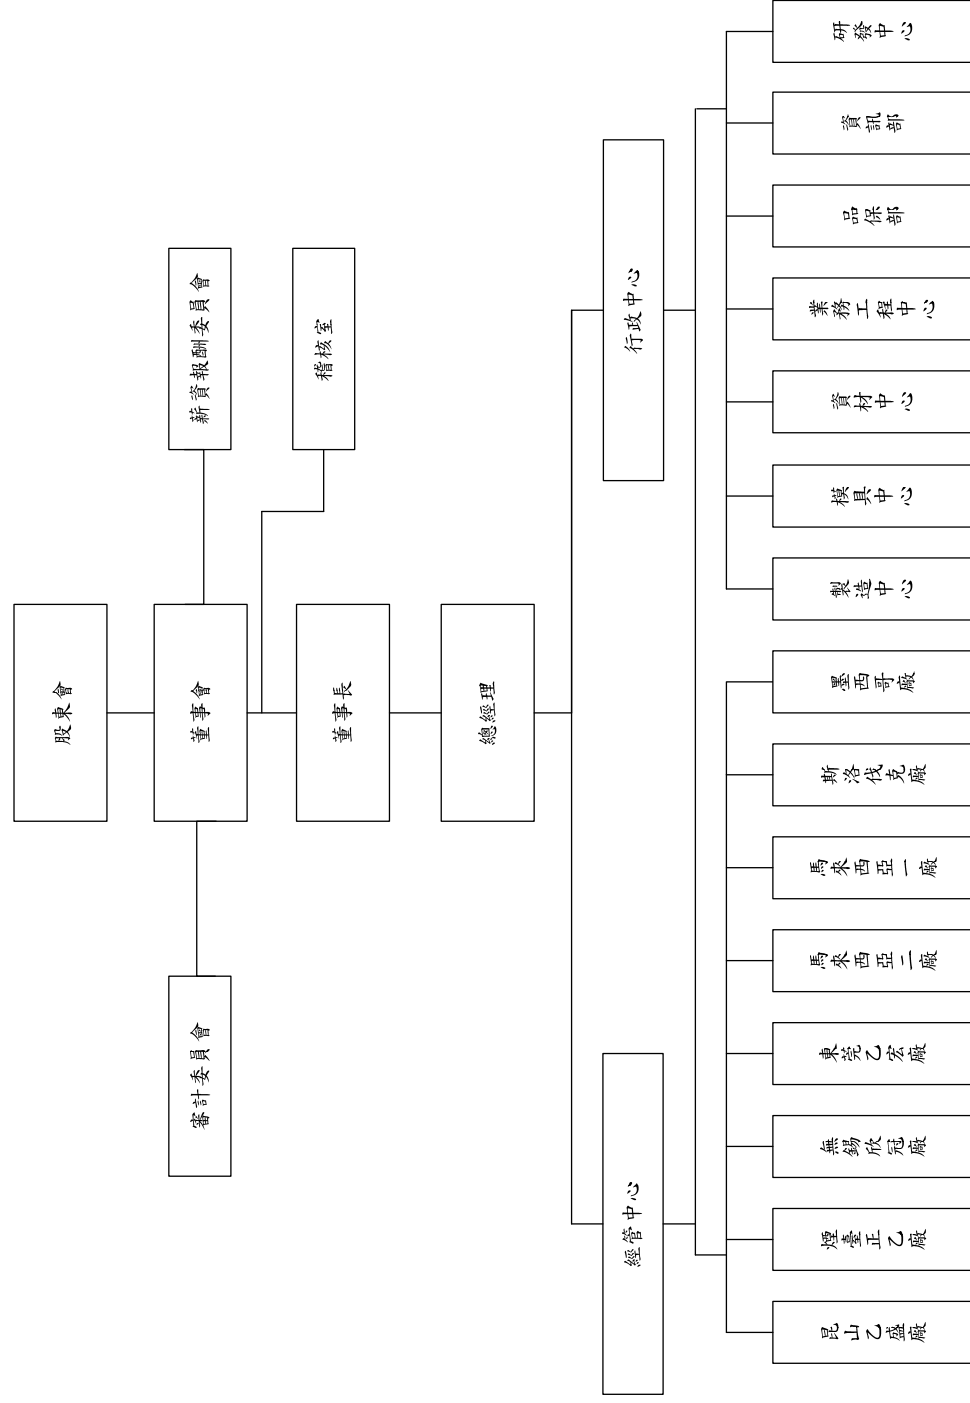 股東會
審計委員會
董事會
薪資報酬委員會
稽核室
董事長
總經理
經管中心
行政中心
昆山乙盛廠
煙臺正乙廠
無錫欣冠廠
東莞乙宏廠
馬來西亞二廠
馬來西亞一廠
斯洛伐克廠
墨西哥廠
製造中心
模具中心
資材中心
業務工程中心
品保部
資訊部
研發中心